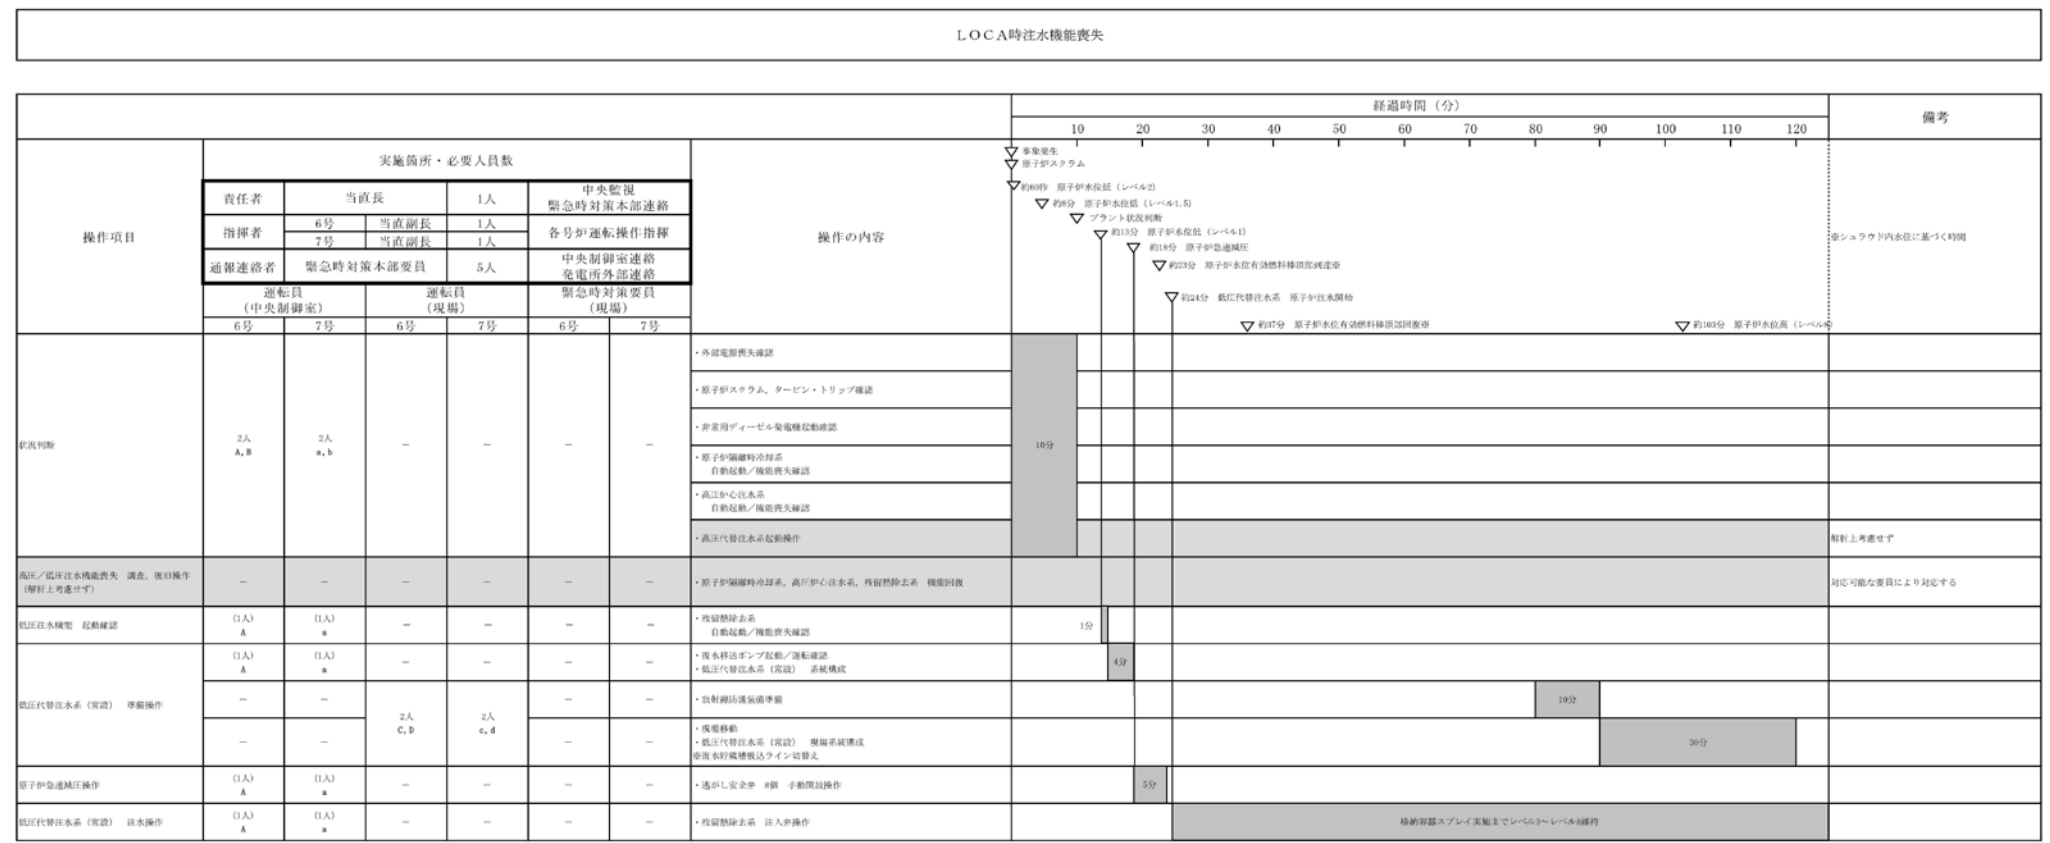 LOCA時注水機能喪失
経過時間（分）
備考
10 20 30 40 50 60 70 80 90 100 110 120
操作項目
実施箇所・必要人員数
操作の内容
責任者 当直長 1人 中央監視
緊急時対策本部連絡
指揮者 6号 当直副長 1人 各号炉運転操作指揮
7号 当直副長 1人
通報連絡者 緊急時対策本部要員 5人 中央制御室連絡
発電所外部連絡
運転員
（中央制御室）
運転員
（現場）
緊急時対策要員
（現場）
6号 7号 6号 7号 6号 7号
事象発生
原子炉スクラム
約60秒 原子炉水位低（レベル2）
約8分 原子炉水位低（レベル1.5）
プラント状況判断
約13分 原子炉水位低（レベル1）
約18分 原子炉急速減圧
約23分 原子炉水位有効燃料棒頂部到達※
約24分 低圧代替注水系 原子炉注水開始
約37分 原子炉水位有効燃料棒頂部回復※
約103分 原子炉水位高（レベル8）
※シュラウド内水位に基づく時間
状況判断
2人
A,B
2人
a,b
－ － － －
・外部電源喪失確認
・原子炉スクラム，タービン・トリップ確認
・非常用ディーゼル発電機起動確認
・原子炉隔離時冷却系
自動起動／機能喪失確認
・高圧炉心注水系
自動起動／機能喪失確認
・高圧代替注水系起動操作
10分
解析上考慮せず
高圧／低圧注水機能喪失 調査，復旧操作
（解析上考慮せず）
－ － － － － －
・原子炉隔離時冷却系，高圧炉心注水系，残留熱除去系 機能回復
対応可能な要員により対応する
低圧注水機能 起動確認
（1人）
A
（1人）
a
－ － － －
・残留熱除去系
自動起動／機能喪失確認
1分
低圧代替注水系（常設） 準備操作
（1人）
A
（1人）
a
－ － － －
・復水移送ポンプ起動／運転確認
・低圧代替注水系（常設） 系統構成
4分
－ －
2人
C,D
2人
c,d
－ －
・放射線防護装備準備
10分
－ － － －
・現場移動
・低圧代替注水系（常設） 現場系統構成
※復水貯蔵槽吸込ライン切替え
30分
原子炉急速減圧操作
（1人）
A
（1人）
a
－ － － －
・逃がし安全弁 8個 手動開放操作
5分
低圧代替注水系（常設） 注水操作
（1人）
A
（1人）
a
－ － － －
・残留熱除去系 注入弁操作
格納容器スプレイ実施までレベル3～レベル8維持